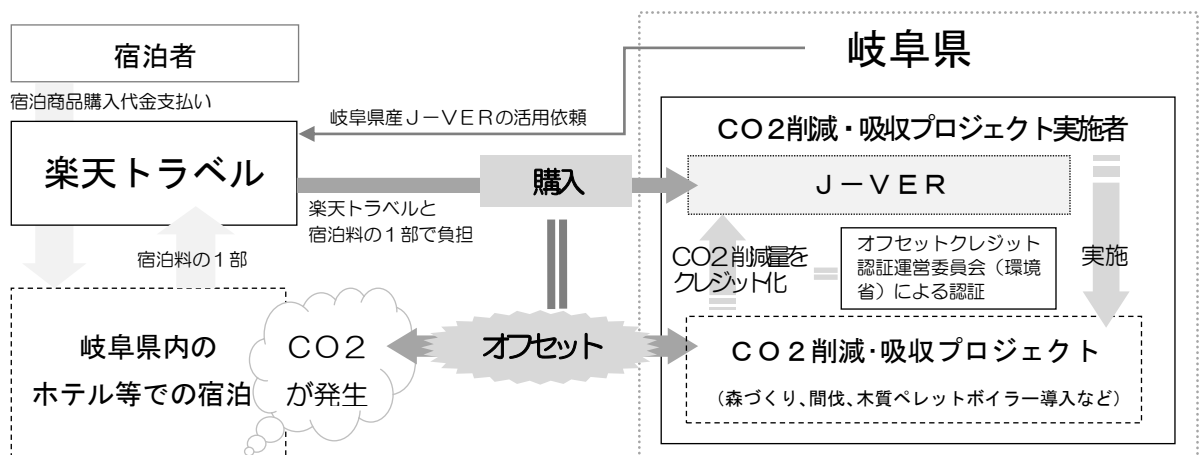 宿泊者
岐阜県
宿泊商品購入代金支払い
岐阜県産J-VERの活用依頼
楽天トラベル
CO2削減・吸収プロジェクト実施者
購入
J-VER
楽天トラベルと
宿泊料の1部で負担
宿泊料の1部
CO2削減量を
クレジット化
オフセットクレジット
認証運営委員会(環境
省)による認証
実施
岐阜県内の
ホテル等での宿泊
CO2
が発生
オフセット
CO2削減・吸収プロジェクト
(森づくり、間伐、木質ペレットボイラー導入など)